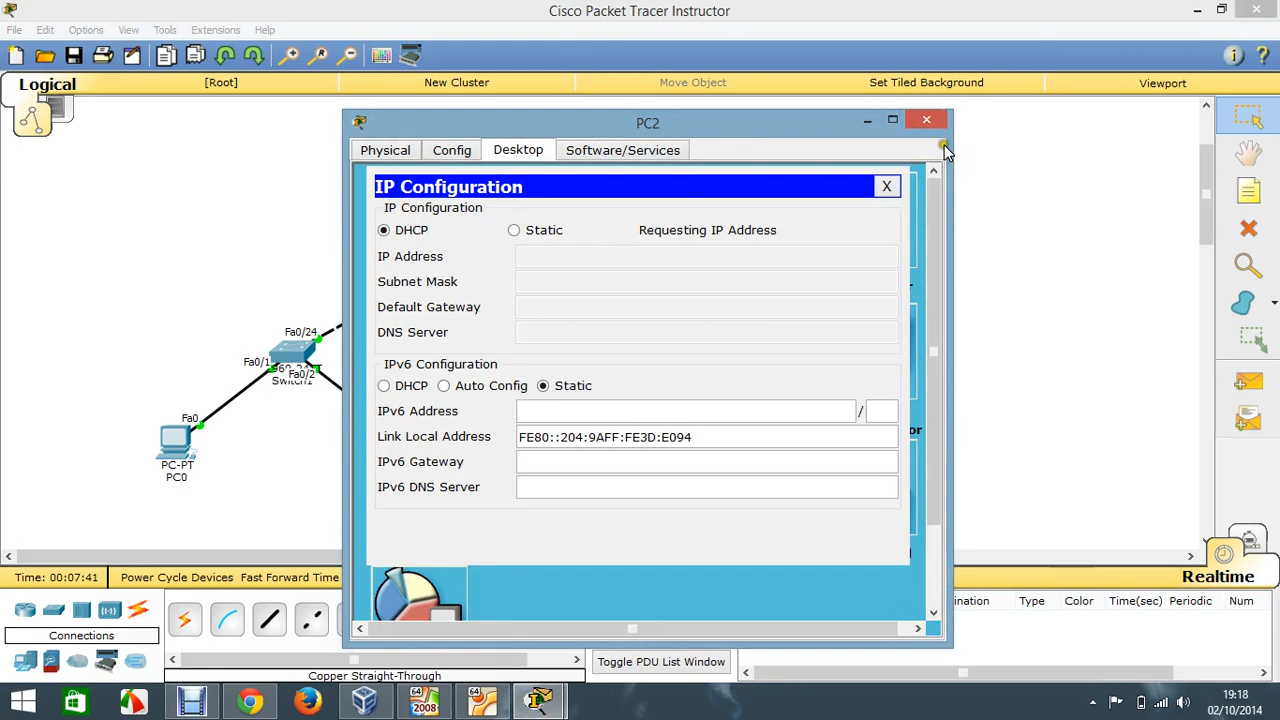 Cisco Packet Tracer Instructor
File Edit Options View Tools Extensions Help
Logical
[Root]
New Cluster
Move Object
Set Tiled Background
Viewport
PC2
Physical
Config
Desktop
Software/Services
IP Configuration
X
IP Configuration
DHCP
Static
Requesting IP Address
IP Address
Subnet Mask
Default Gateway
DNS Server
IPv6 Configuration
DHCP
Auto Config
Static
IPv6 Address
/
Link Local Address
FE80::204:9AFF:FE3D:E094
IPv6 Gateway
IPv6 DNS Server
Fa0/24
Fa0/1
Fa0/2
Switch1
Fa0
PC-PT
PC0
Time: 00:07:41
Power Cycle Devices
Fast Forward Time
Realtime
Connections
Copper Straight-Through
Toggle PDU List Window
Type
Color
Time(sec)
Periodic
Num
64
2008
64
19:18
02/10/2014